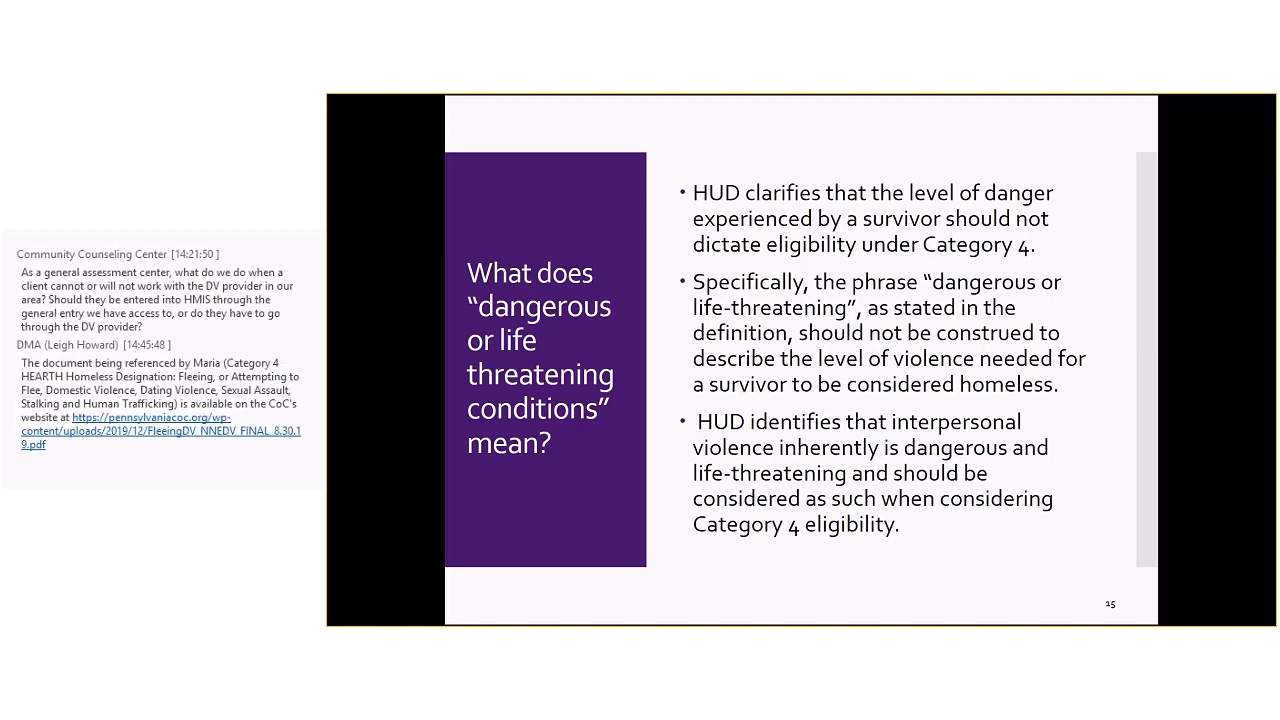 Community Counseling Center [14:21:50 ]
As a general assessment center, what do we do when a
client cannot or will not work with the DV provider in our
area? Should they be entered into HMIS through the
general entry we have access to, or do they have to go
through the DV provider?
DMA (Leigh Howard) [14:45:48 ]
The document being referenced by Maria (Category 4
HEARTH Homeless Designation: Fleeing, or Attempting to
Flee, Domestic Violence, Dating Violence, Sexual Assault,
Stalking and Human Trafficking) is available on the CoC's
website at https://pennsylvaniacoc.org/wp-
content/uploads/2019/12/FleeingDV_NNEDV_FINAL_8.30.1
9.pdf
What does
“dangerous
or life
threatening
conditions”
mean?
• HUD clarifies that the level of danger
experienced by a survivor should not
dictate eligibility under Category 4.
• Specifically, the phrase “dangerous or
life-threatening”, as stated in the
definition, should not be construed to
describe the level of violence needed for
a survivor to be considered homeless.
• HUD identifies that interpersonal
violence inherently is dangerous and
life-threatening and should be
considered as such when considering
Category 4 eligibility.
15